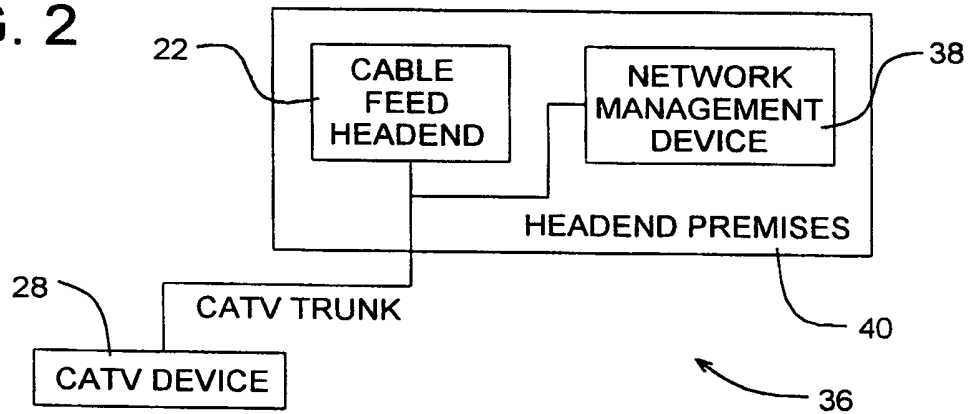 G. 2
22
CABLE
FEED
HEADEND
NETWORK
MANAGEMENT
DEVICE
38
HEADEND PREMISES
28
CATV TRUNK
40
CATV DEVICE
36